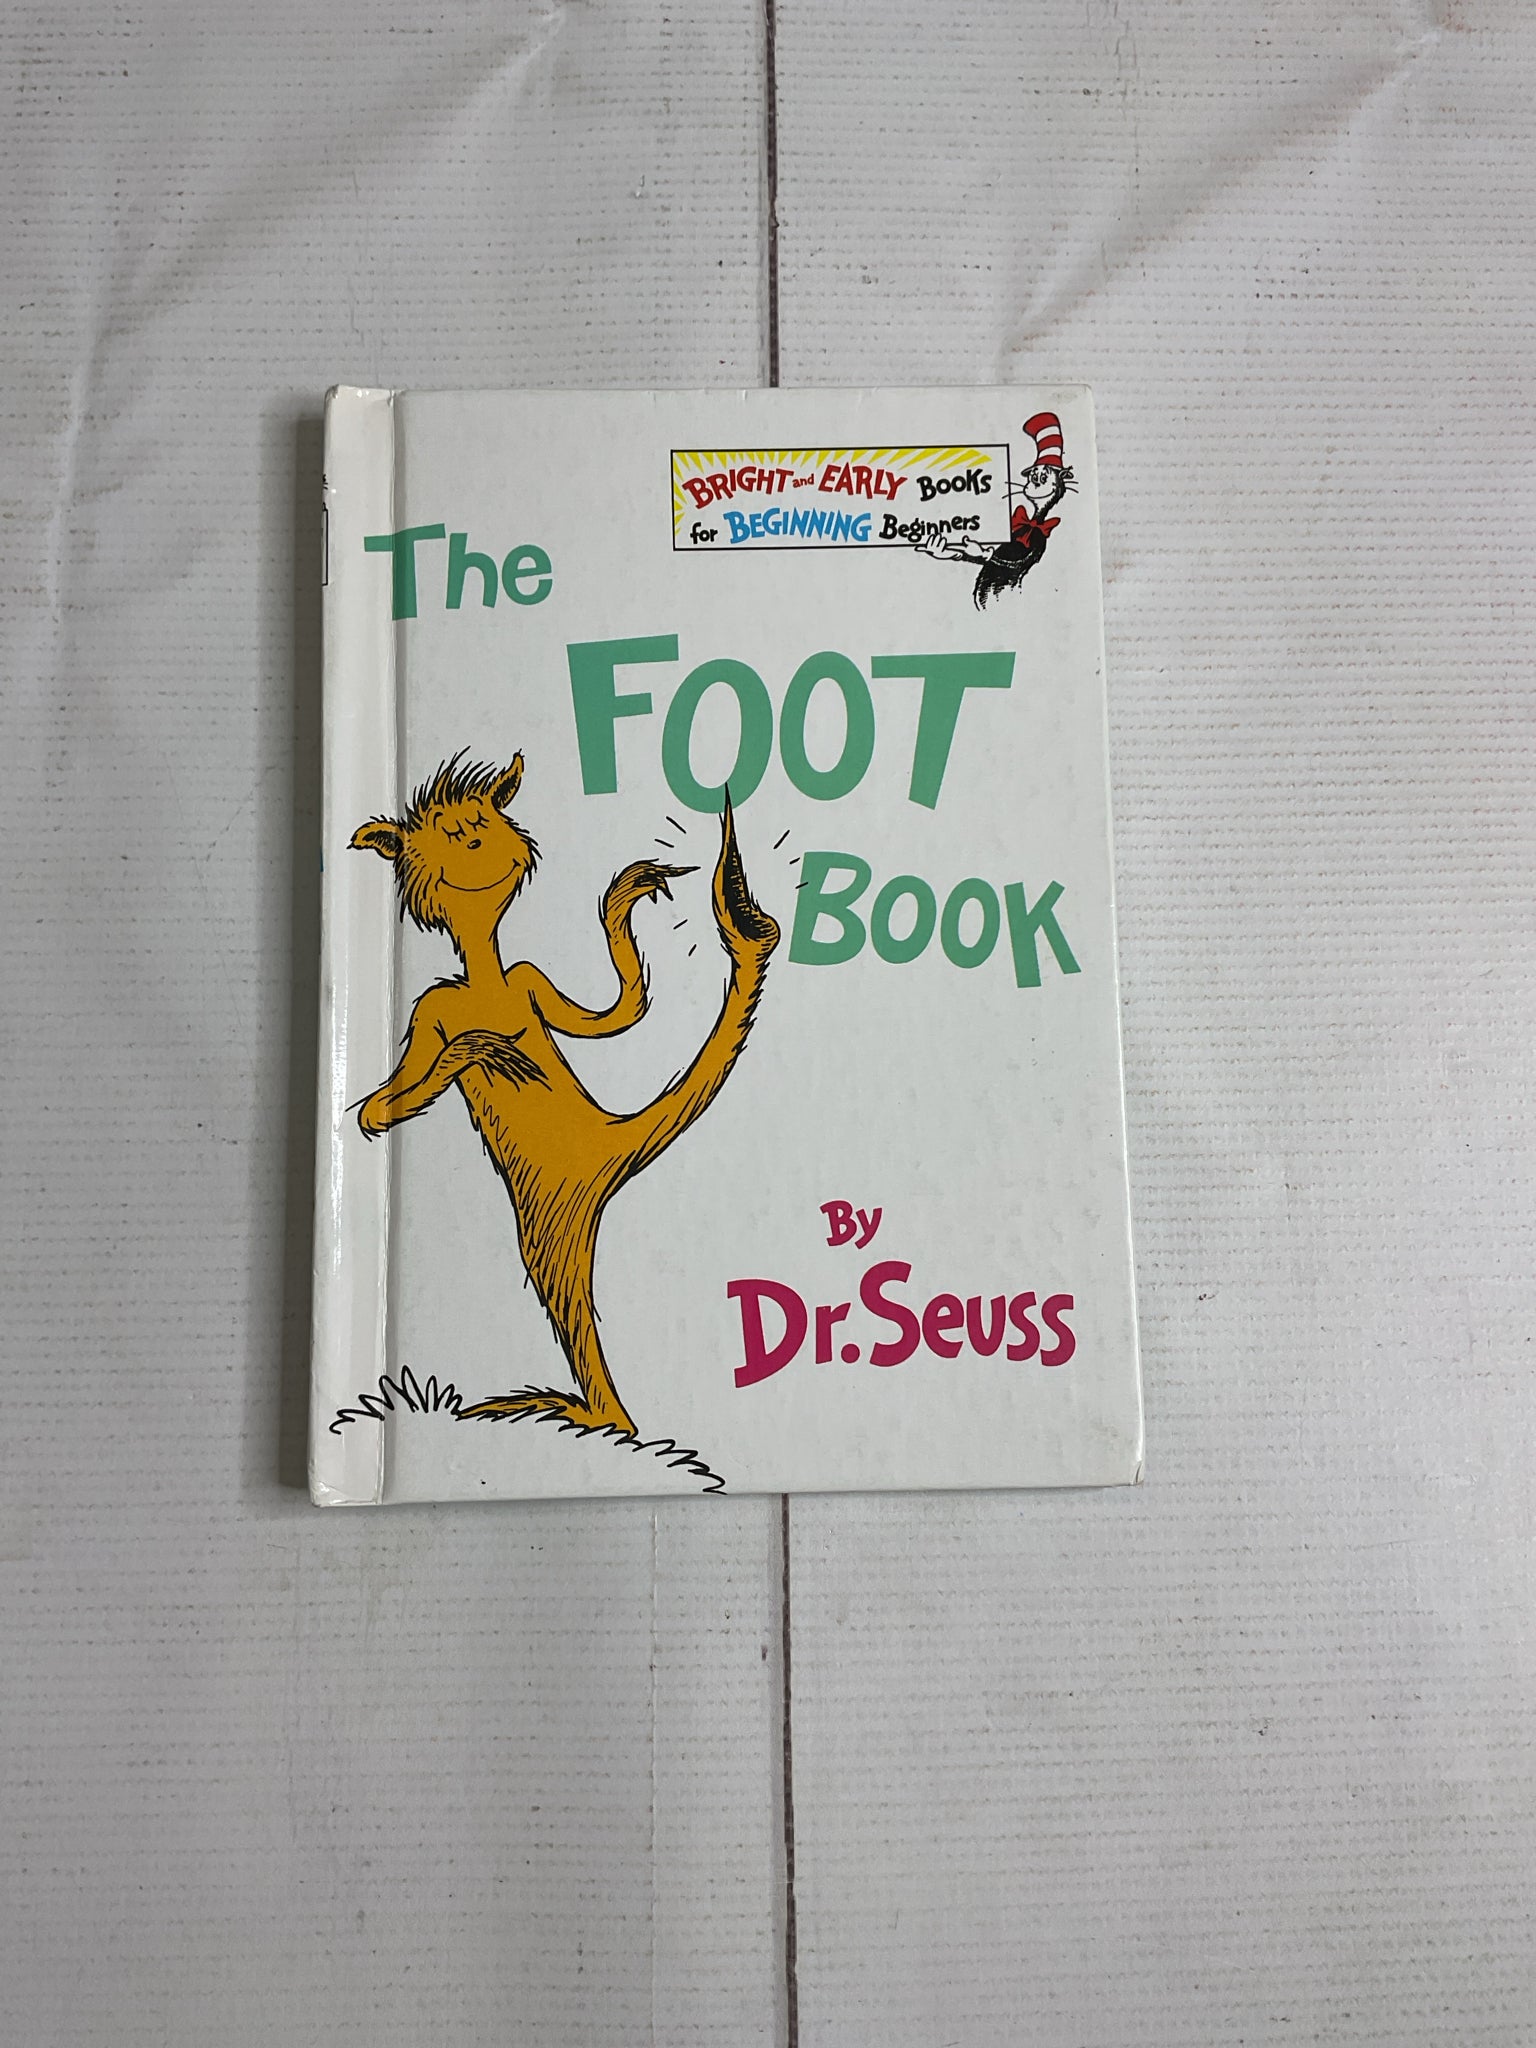 BRIGHT and EARLY BOOKS
for BEGINNING Beginners
The
FOOT
BOOK
By
Dr. Seuss